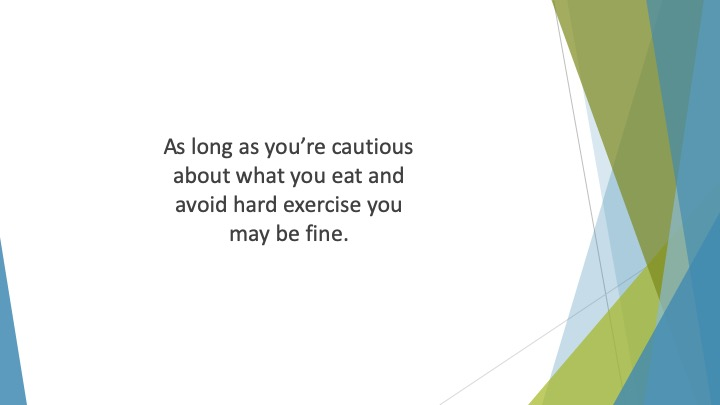 As long as you’re cautious
about what you eat and
avoid hard exercise you
may be fine.